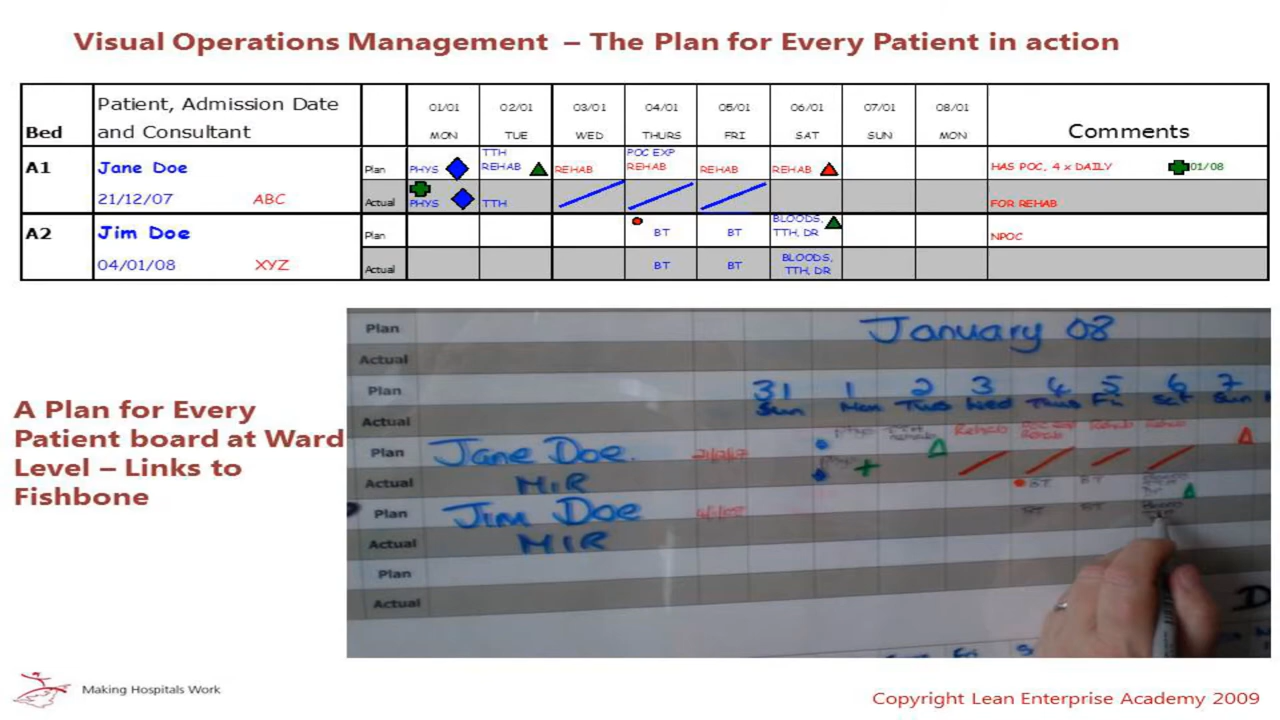 Visual Operations Management – The Plan for Every Patient in action
Bed
Patient, Admission Date and Consultant
01/01 MON
02/01 TUE
03/01 WED
04/01 THURS
05/01 FRI
06/01 SAT
07/01 SUN
08/01 MON
Comments
A1
Jane Doe
21/12/07 ABC
Plan
PHYS
TTH REHAB
REHAB
POC EXP REHAB
REHAB
REHAB
HAS POC, 4 x DAILY
01/08
Actual
PHYS
TTH
FOR REHAB
A2
Jim Doe
04/01/08 XYZ
Plan
BT
BT
BLOODS, TTH, DR
NPOC
Actual
BT
BT
BLOODS, TTH, DR
A Plan for Every
Patient board at Ward
Level – Links to
Fishbone
Plan
January 08
Actual
Plan
31 1 2 3 4 5 6 7
Actual
Sun Mon Tues Wed Thus Fri Sat Sun
Plan
Jane Doe.
Rehab
Rehab
Rehab
Actual
MIR
BT
BT
Plan
Jim Doe
BT
BT
Actual
MIR
Plan
Actual
Making Hospitals Work
Copyright Lean Enterprise Academy 2009